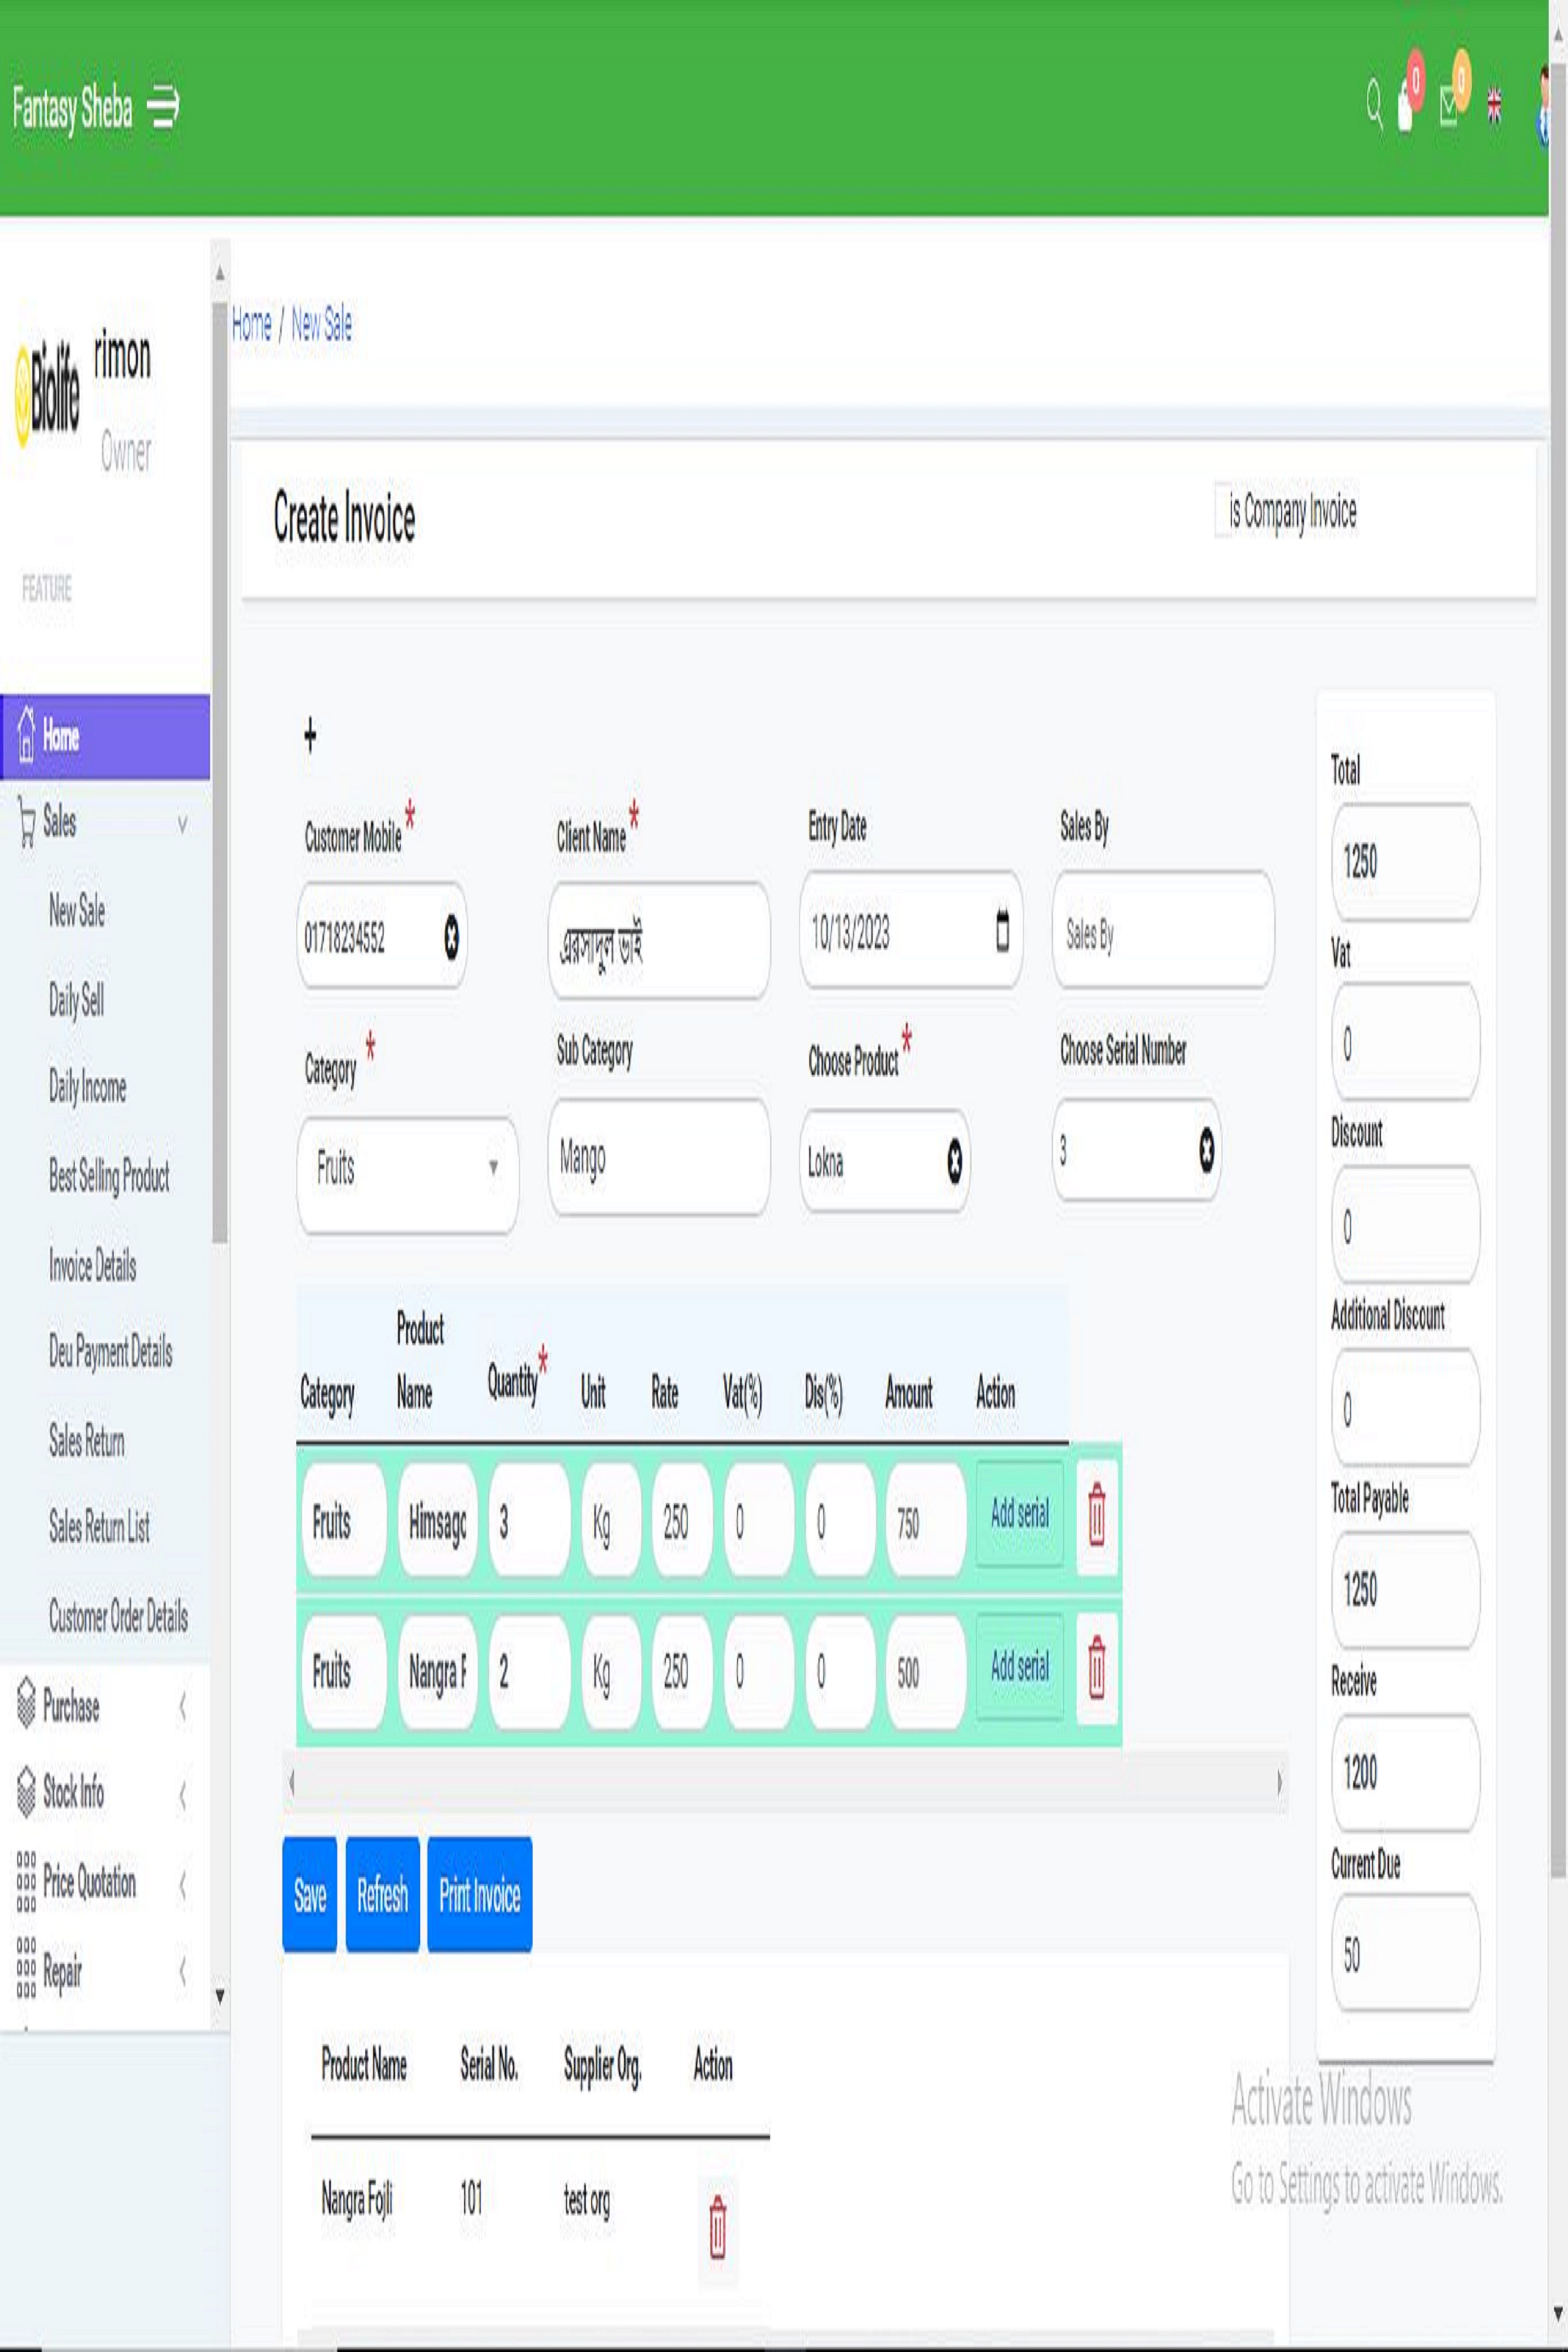 Fantasy Sheba
0
0
Biolife
rimon
Owner
FEATURE
Home
Sales
New Sale
Daily Sell
Daily Income
Best Selling Product
Invoice Details
Deu Payment Details
Sales Return
Sales Return List
Customer Order Details
Purchase
Stock Info
Price Quotation
Repair
Home / New Sale
Create Invoice
is Company Invoice
+
Customer Mobile *
Client Name *
Entry Date
Sales By
01718234552
এরসাদুল ভাই
10/13/2023
Sales By
Category *
Sub Category
Choose Product *
Choose Serial Number
Fruits
Mango
Lokna
3
Category Product Name Quantity * Unit Rate Vat(%) Dis(%) Amount Action
Fruits Himsagc 3 Kg 250 0 0 750 Add serial
Fruits Nangra F 2 Kg 250 0 0 500 Add serial
Save Refresh Print Invoice
Product Name Serial No. Supplier Org. Action
Nangra Fojli 101 test org
Total
1250
Vat
0
Discount
0
Additional Discount
0
Total Payable
1250
Receive
1200
Current Due
50
Activate Windows
Go to Settings to activate Windows.